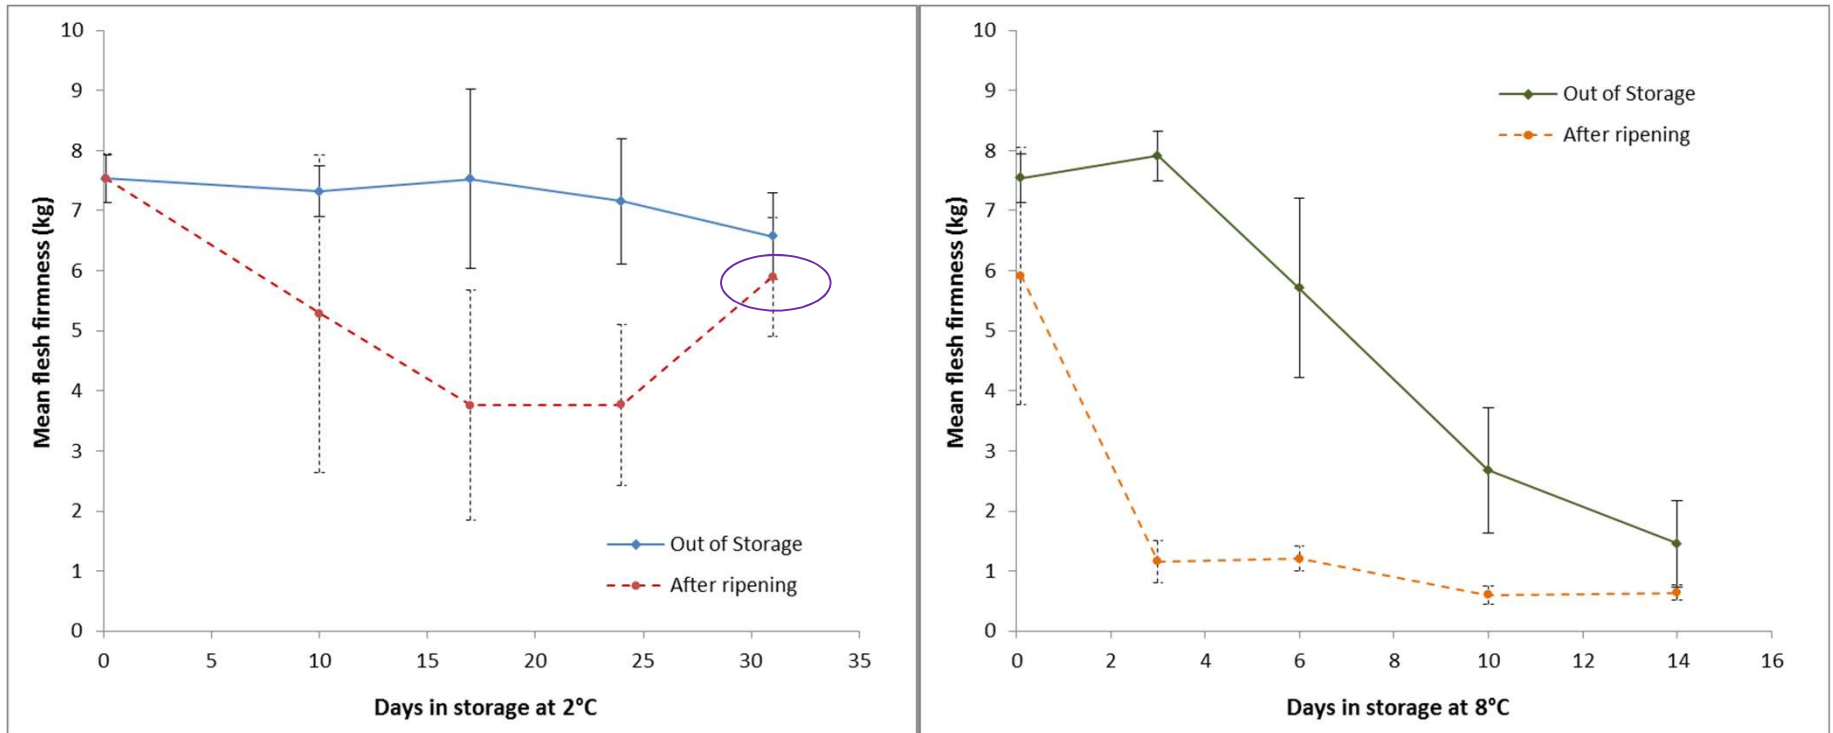 10
9
8
7
6
5
4
3
2
1
0
Mean flesh firmness (kg)
Out of Storage
After ripening
0 5 10 15 20 25 30 35
Days in storage at 2°C
10
9
8
7
6
5
4
3
2
1
0
Mean flesh firmness (kg)
Out of Storage
After ripening
0 2 4 6 8 10 12 14 16
Days in storage at 8°C